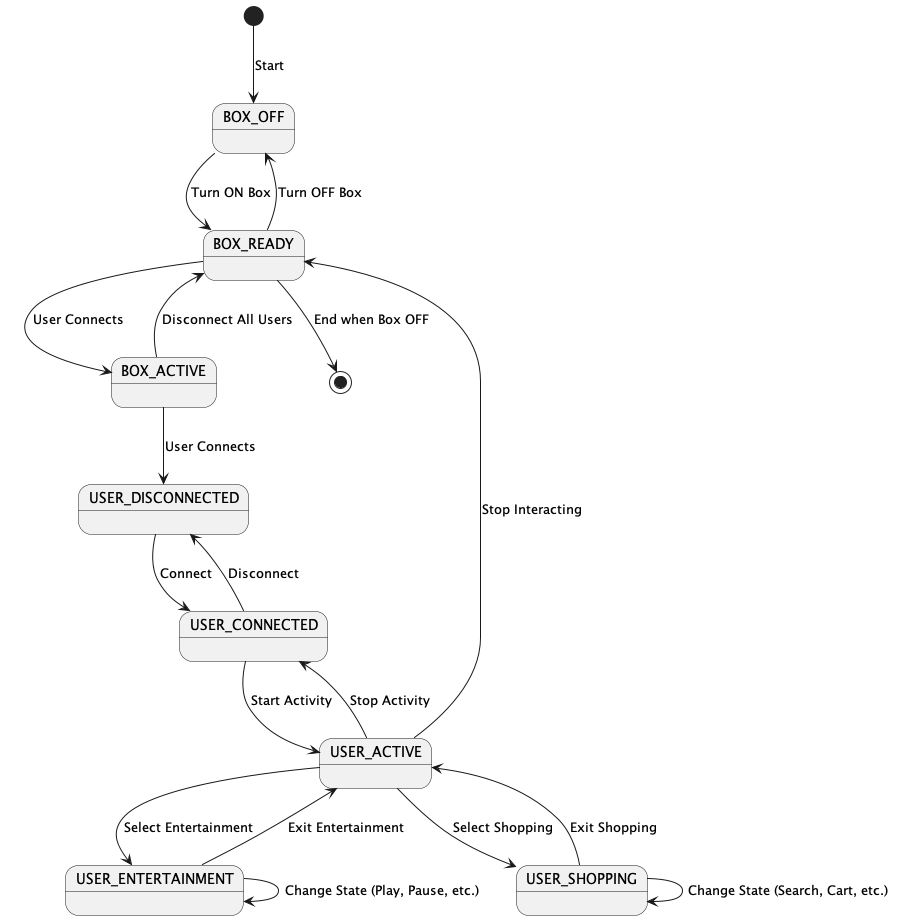 Start
BOX_OFF
Turn ON Box
Turn OFF Box
BOX_READY
User Connects
Disconnect All Users
End when Box OFF
BOX_ACTIVE
User Connects
USER_DISCONNECTED
Stop Interacting
Connect
Disconnect
USER_CONNECTED
Start Activity
Stop Activity
USER_ACTIVE
Select Entertainment
Exit Entertainment
Select Shopping
Exit Shopping
USER_ENTERTAINMENT
Change State (Play, Pause, etc.)
USER_SHOPPING
Change State (Search, Cart, etc.)